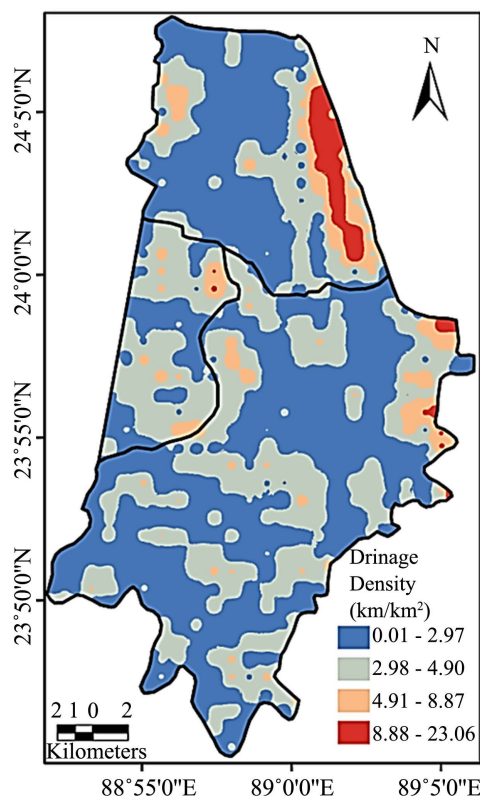 N
24°5'0"N
24°0'0"N
23°55'0"N
23°50'0"N
Drinage
Density
(km/km²)
0.01 - 2.97
2.98 - 4.90
4.91 - 8.87
8.88 - 23.06
2 1 0 2
Kilometers
88°55'0"E 89°0'0"E 89°5'0"E